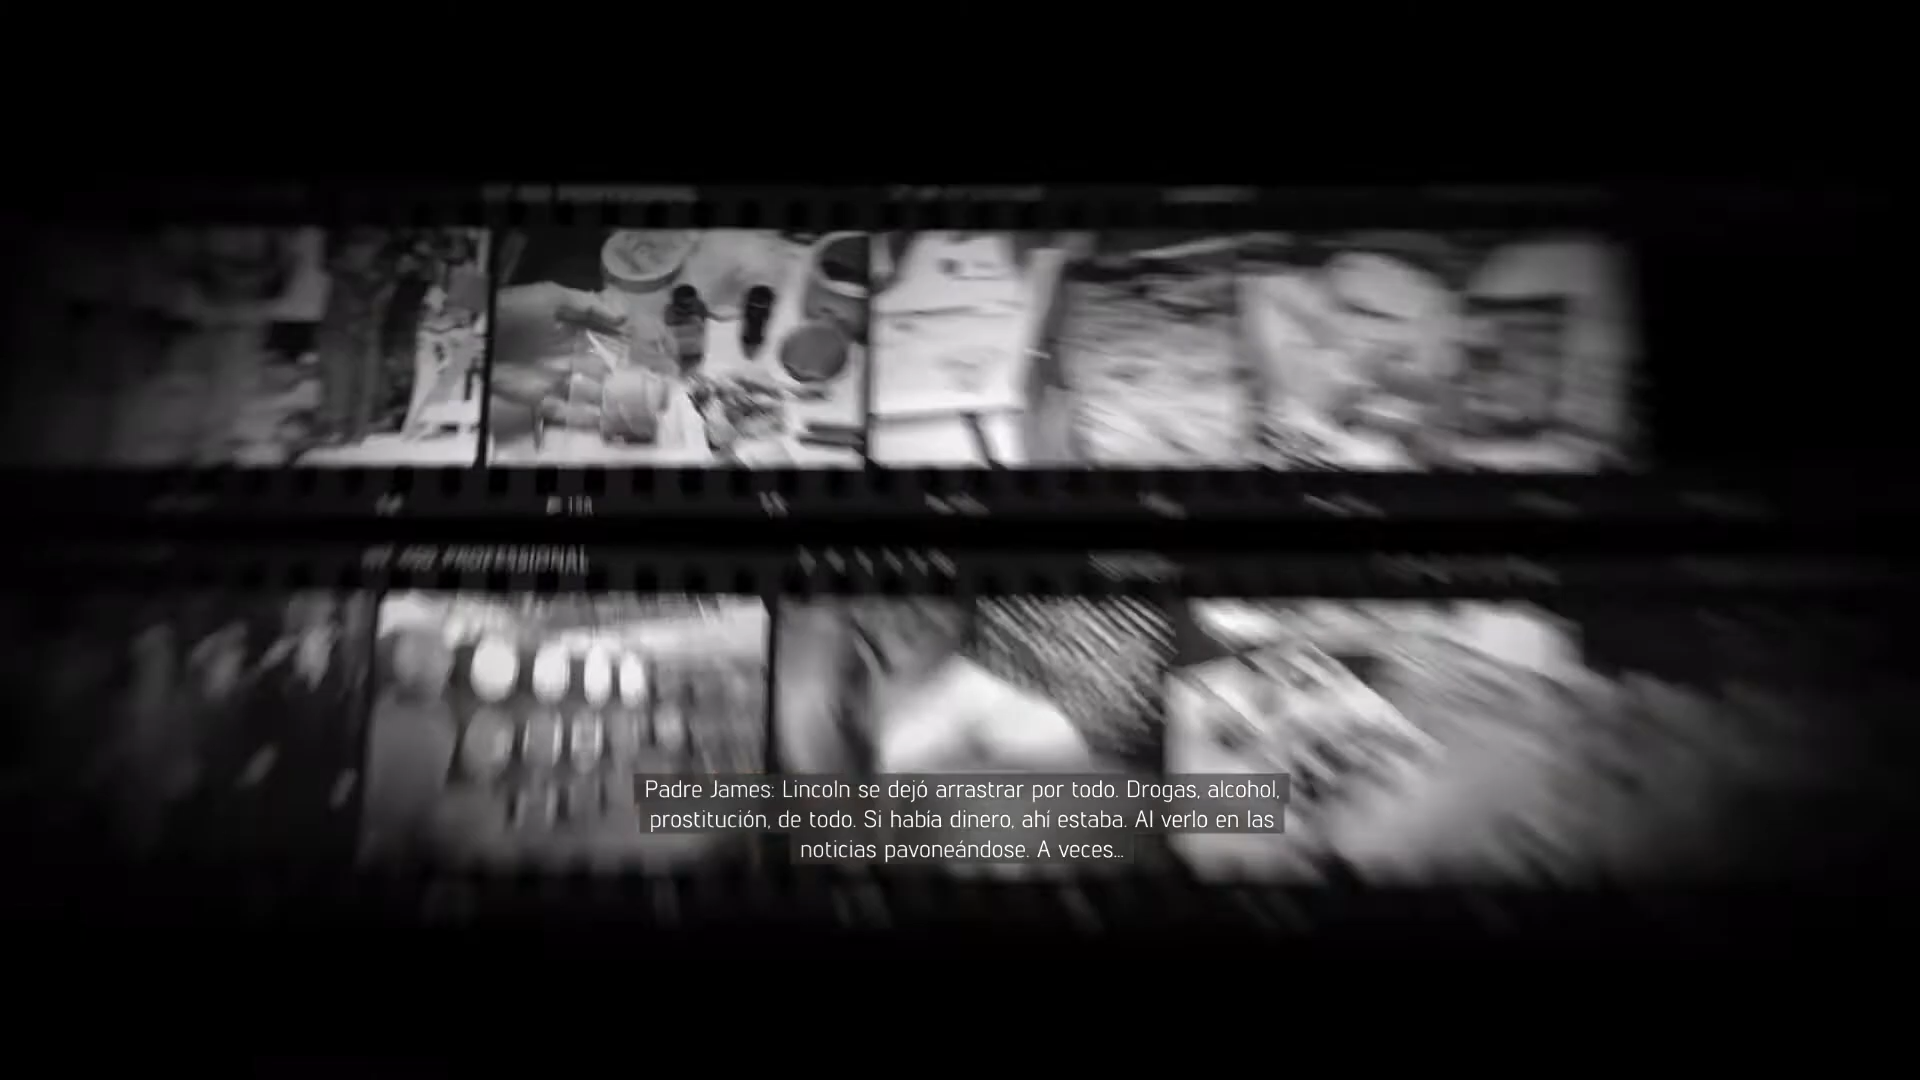 PROFESSIONAL
Padre James: Lincoln se dejó arrastrar por todo. Drogas, alcohol,
prostitución, de todo. Si había dinero, ahí estaba. Al verlo en las
noticias pavoneándose. A veces...